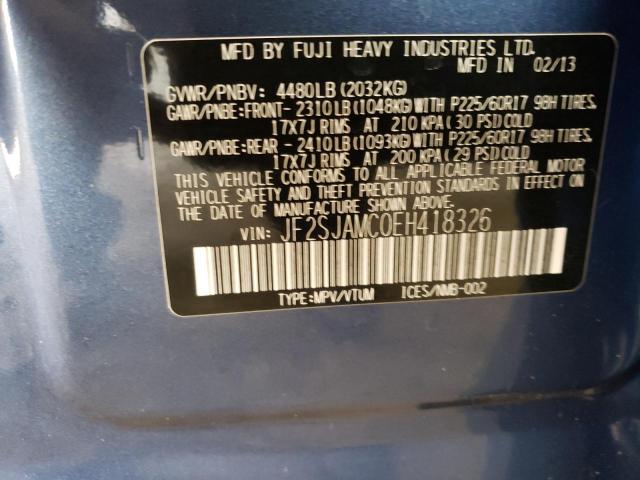 MFD BY FUJI HEAVY INDUSTRIES LTD.
MFD IN 02/13
GVWR/PNBV: 4480LB (2032KG)
GAWR/PNBE:FRONT- 2310LB (1048KG) WITH P225/60R17 98H TIRES.
17X7J RIMS AT 210 KPA (30 PSI) COLD
GAWR/PNBE:REAR - 2410LB (1093KG) WITH P225/60R17 98H TIRES.
17X7J RIMS AT 200 KPA (29 PSI) COLD
THIS VEHICLE CONFORMS TO ALL APPLICABLE FEDERAL MOTOR
VEHICLE SAFETY AND THEFT PREVENTION STANDARDS IN EFFECT ON
THE DATE OF MANUFACTURE SHOWN ABOVE.
VIN: JF2SJAMC0EH418326
TYPE:MPV/VTUM ICES/NMB-002